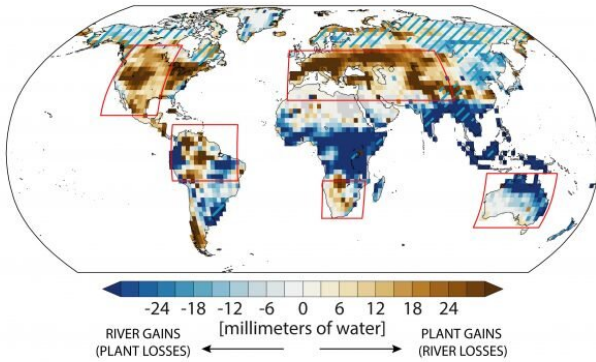 -24 -18 -12 -6 0 6 12 18 24
[millimeters of water]
RIVER GAINS
(PLANT LOSSES)
PLANT GAINS
(RIVER LOSSES)